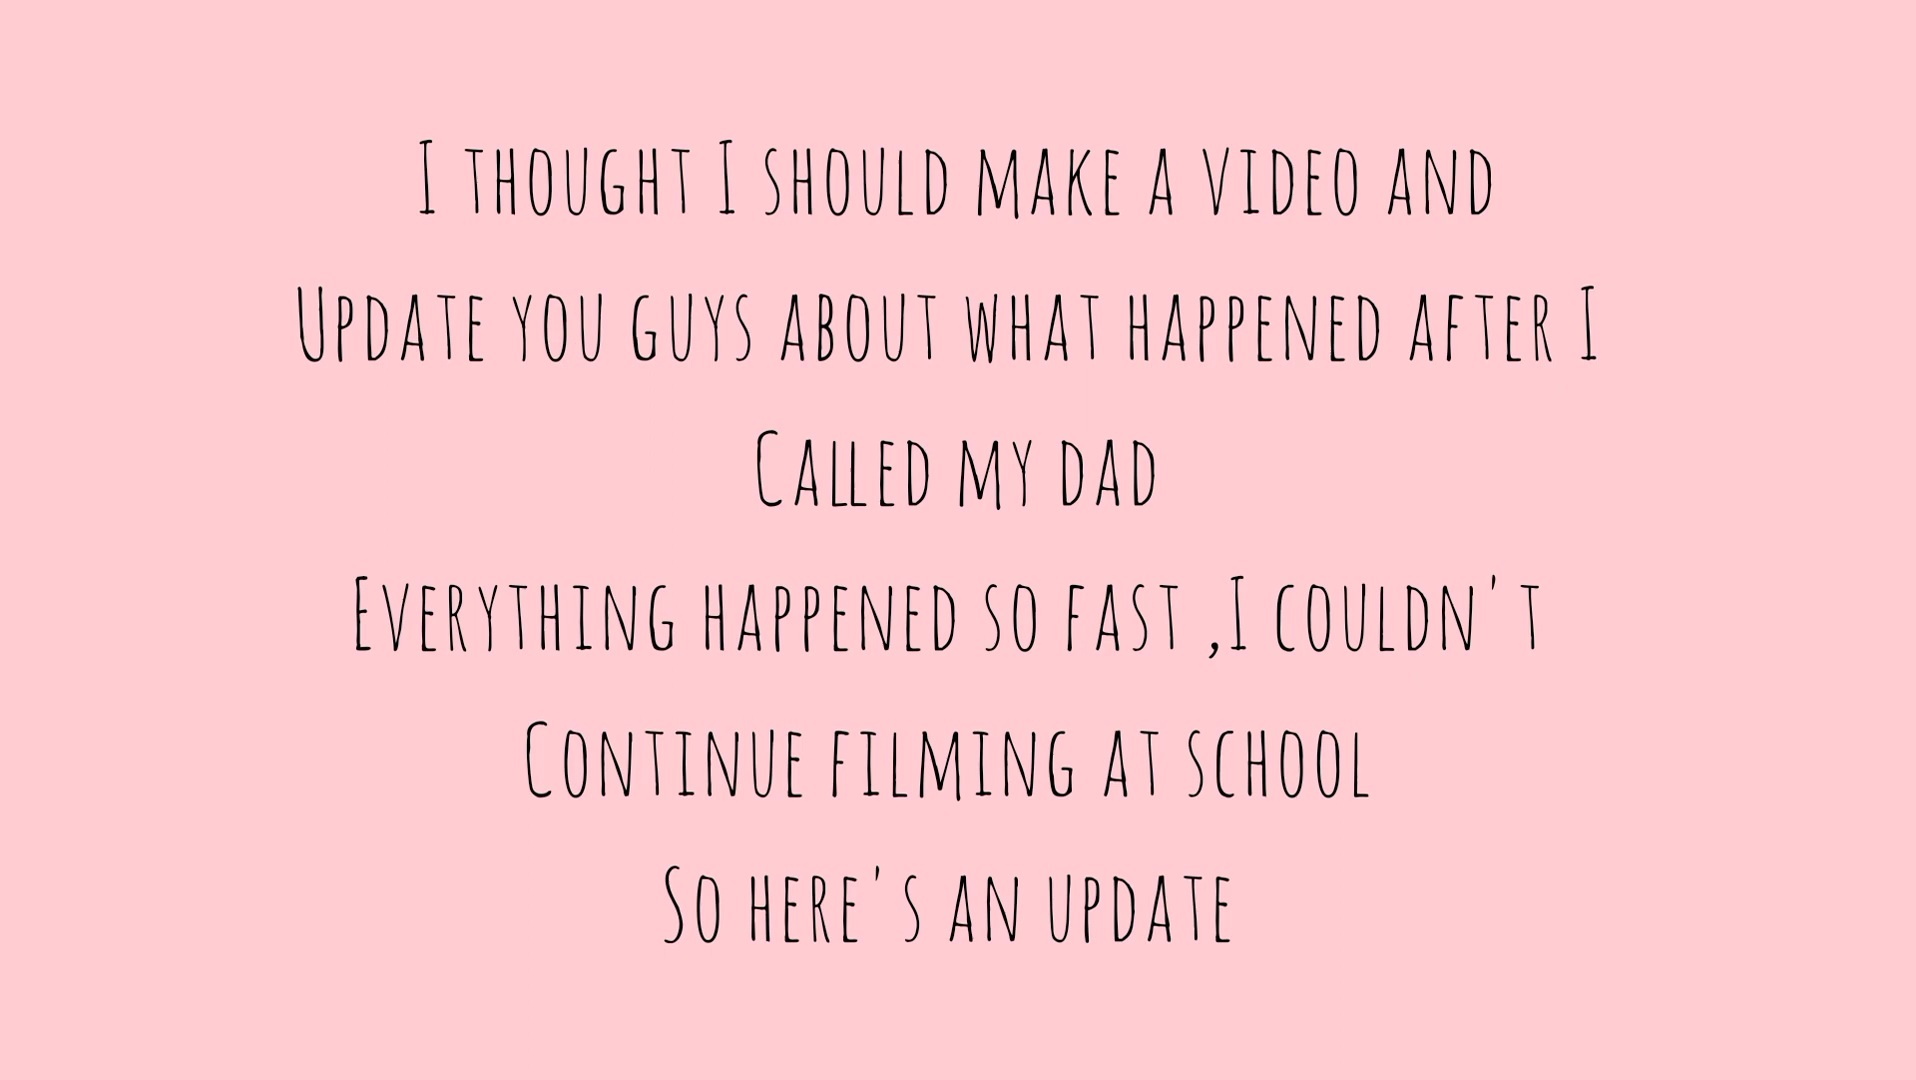 I THOUGHT I SHOULD MAKE A VIDEO AND
UPDATE YOU GUYS ABOUT WHAT HAPPENED AFTER I
CALLED MY DAD
EVERYTHING HAPPENED SO FAST ,I COULDN'T
CONTINUE FILMING AT SCHOOL
SO HERE'S AN UPDATE